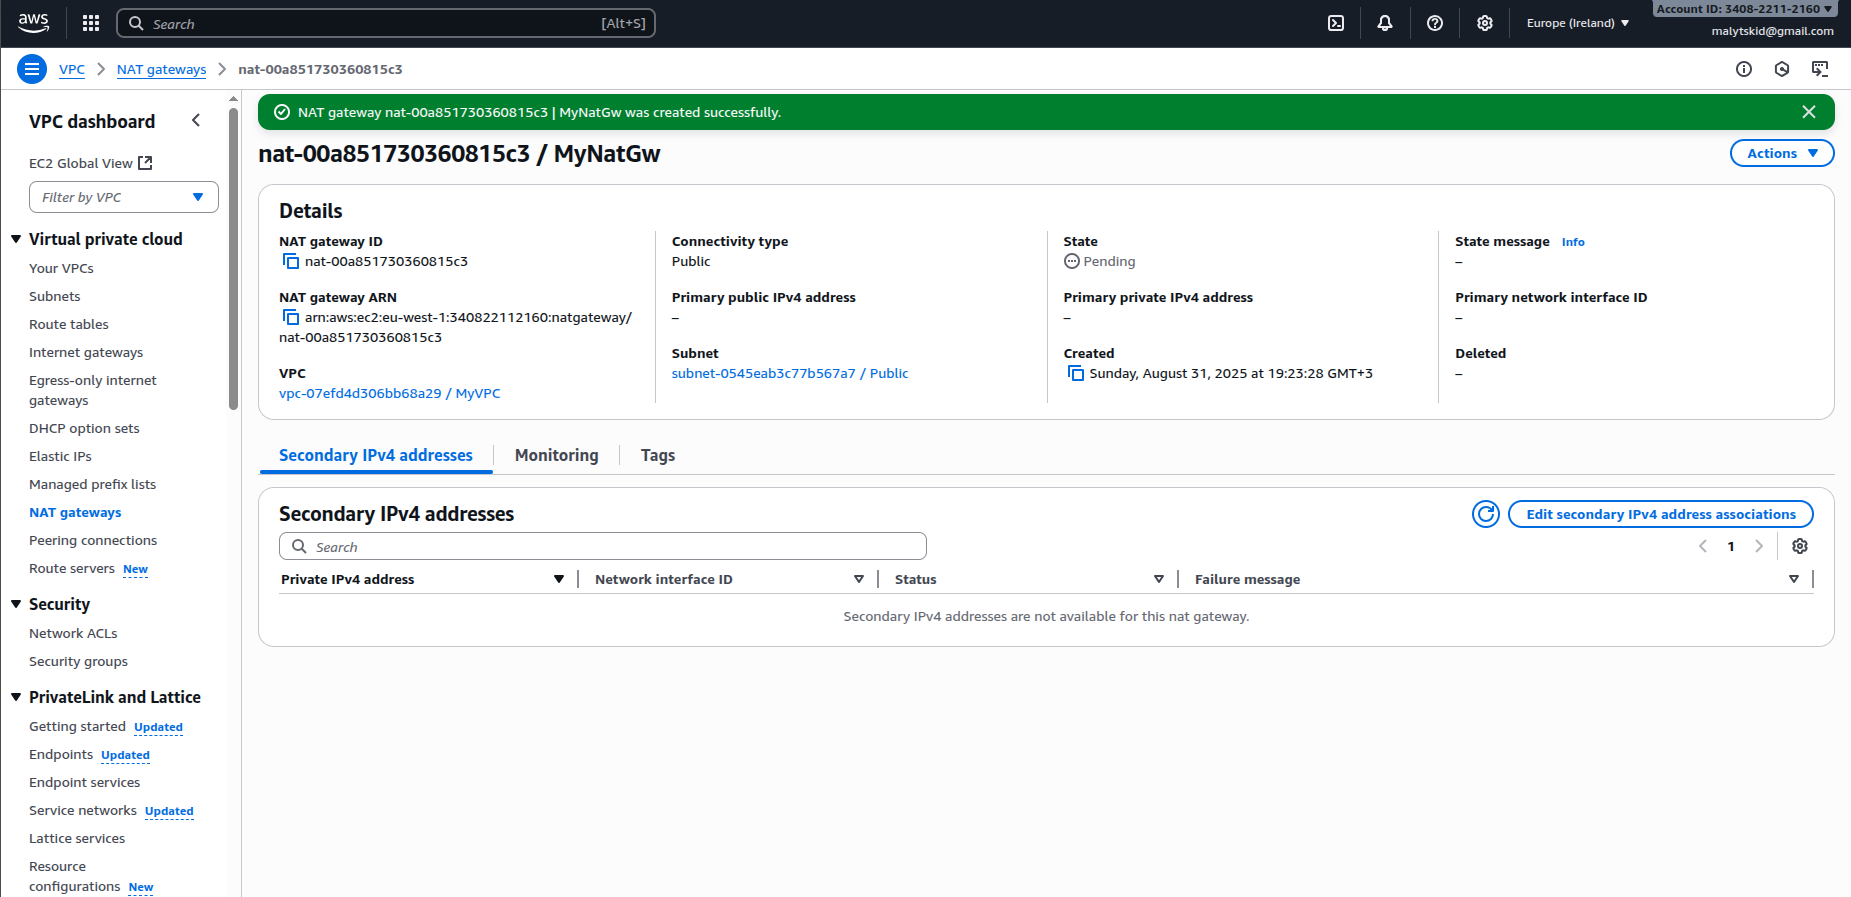 aws
Search [Alt+S]
Europe (Ireland)
Account ID: 3408-2211-2160
malytskid@gmail.com
VPC
NAT gateways
nat-00a851730360815c3
VPC dashboard
EC2 Global View
Filter by VPC
Virtual private cloud
Your VPCs
Subnets
Route tables
Internet gateways
Egress-only internet
gateways
DHCP option sets
Elastic IPs
Managed prefix lists
NAT gateways
Peering connections
Route servers New
Security
Network ACLs
Security groups
PrivateLink and Lattice
Getting started Updated
Endpoints Updated
Endpoint services
Service networks Updated
Lattice services
Resource
configurations New
NAT gateway nat-00a851730360815c3 | MyNatGw was created successfully.
nat-00a851730360815c3 / MyNatGw
Actions
Details
NAT gateway ID
nat-00a851730360815c3
NAT gateway ARN
arn:aws:ec2:eu-west-1:340822112160:natgateway/
nat-00a851730360815c3
VPC
vpc-07efd4d306bb68a29 / MyVPC
Connectivity type
Public
Primary public IPv4 address
–
Subnet
subnet-0545eab3c77b567a7 / Public
State
Pending
Primary private IPv4 address
–
Created
Sunday, August 31, 2025 at 19:23:28 GMT+3
State message Info
–
Primary network interface ID
–
Deleted
–
Secondary IPv4 addresses
Monitoring
Tags
Secondary IPv4 addresses
Edit secondary IPv4 address associations
Search
1
Private IPv4 address
Network interface ID
Status
Failure message
Secondary IPv4 addresses are not available for this nat gateway.